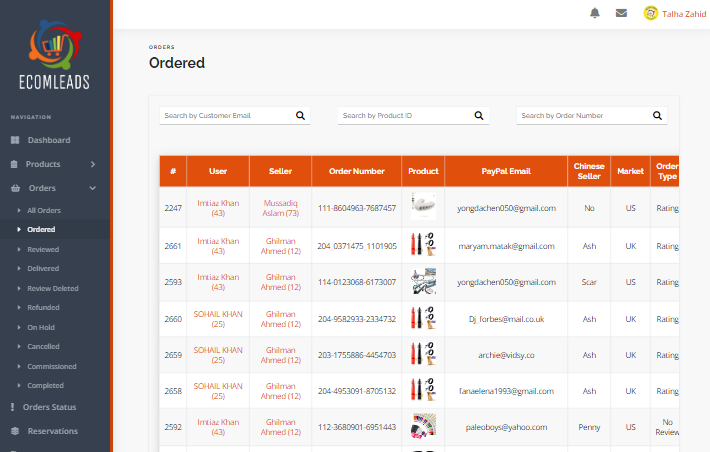 Talha Zahid
ECOMLEADS
NAVIGATION
Dashboard
Products
Orders
All Orders
Ordered
Reviewed
Delivered
Review Deleted
Refunded
On Hold
Cancelled
Commissioned
Completed
Orders Status
Reservations
ORDERS
Ordered
Search by Customer Email
Search by Product ID
Search by Order Number
# User Seller Order Number Product PayPal Email Chinese Seller Market Order Type
2247 Imtiaz Khan (43) Mussadiq Aslam (73) 111-8604963-7687457 yongdachen050@gmail.com No US Rating
2661 Imtiaz Khan (43) Ghilman Ahmed (12) 204_0371475_1101905 maryam.matak@gmail.com Ash UK Rating
2593 Imtiaz Khan (43) Ghilman Ahmed (12) 114-0123068-6173007 yongdachen050@gmail.com Scar US Rating
2660 SOHAIL KHAN (25) Ghilman Ahmed (12) 204-9582933-2334732 Dj_forbes@mail.co.uk Ash UK Rating
2659 SOHAIL KHAN (25) Ghilman Ahmed (12) 203-1755886-4454703 archie@vidsy.co Ash UK Rating
2658 SOHAIL KHAN (25) Ghilman Ahmed (12) 204-4953091-8705132 fanaelena1993@gmail.com Ash UK Rating
2592 Imtiaz Khan (43) Ghilman Ahmed (12) 112-3680901-6951443 paleoboys@yahoo.com Penny US No Review